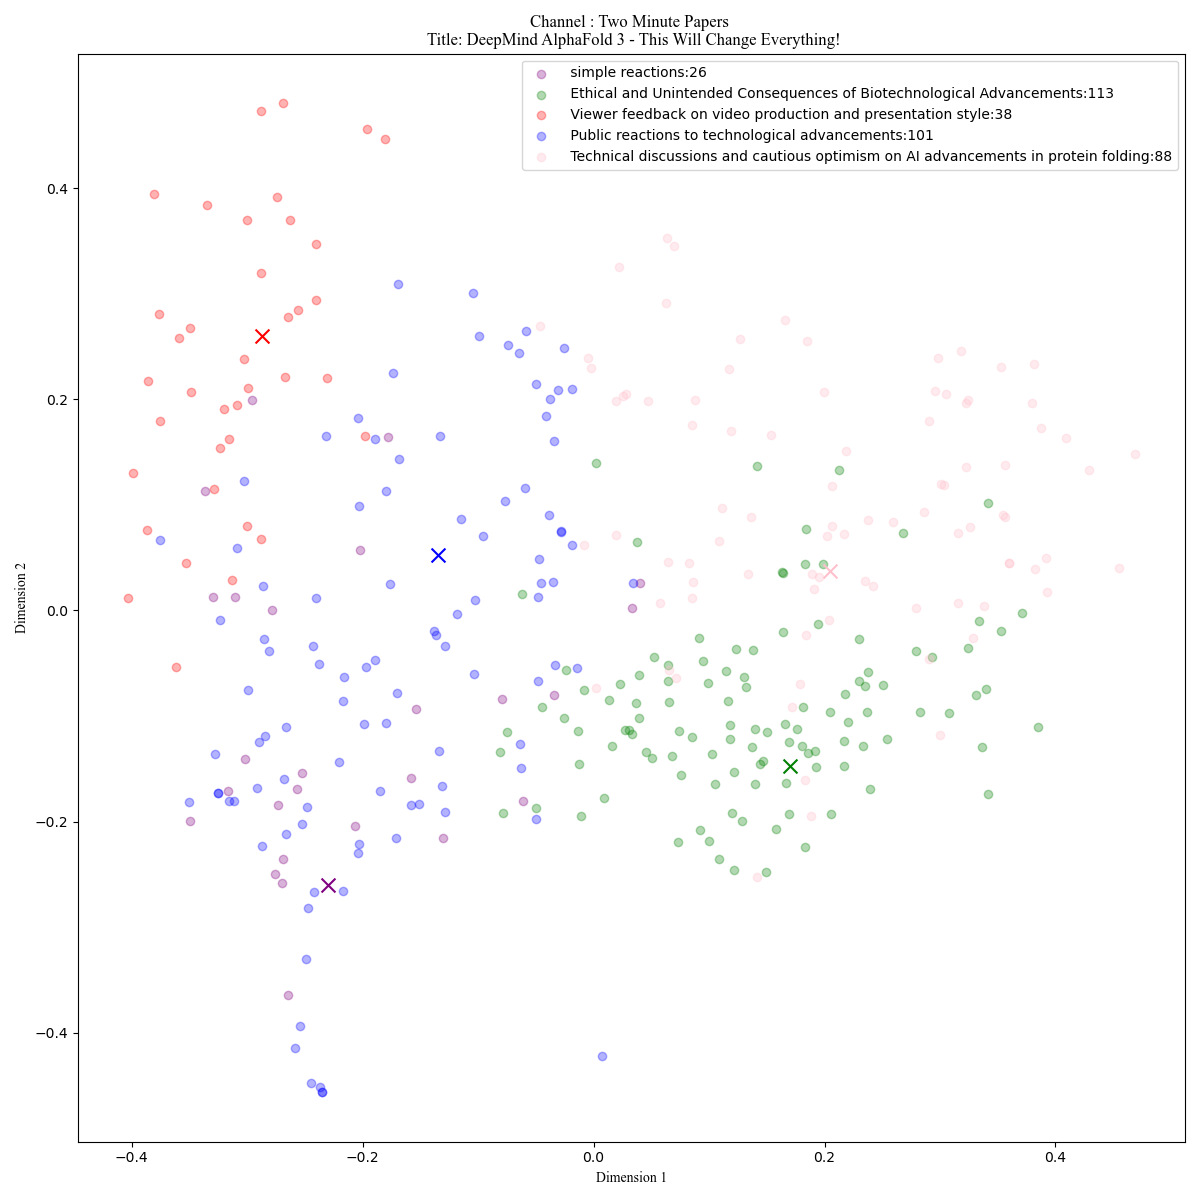 Channel : Two Minute Papers
Title: DeepMind AlphaFold 3 - This Will Change Everything!
simple reactions:26
Ethical and Unintended Consequences of Biotechnological Advancements:113
Viewer feedback on video production and presentation style:38
Public reactions to technological advancements:101
Technical discussions and cautious optimism on AI advancements in protein folding:88
Dimension 2
0.4
0.2
0.0
−0.2
−0.4
−0.4
−0.2
0.0
0.2
0.4
Dimension 1